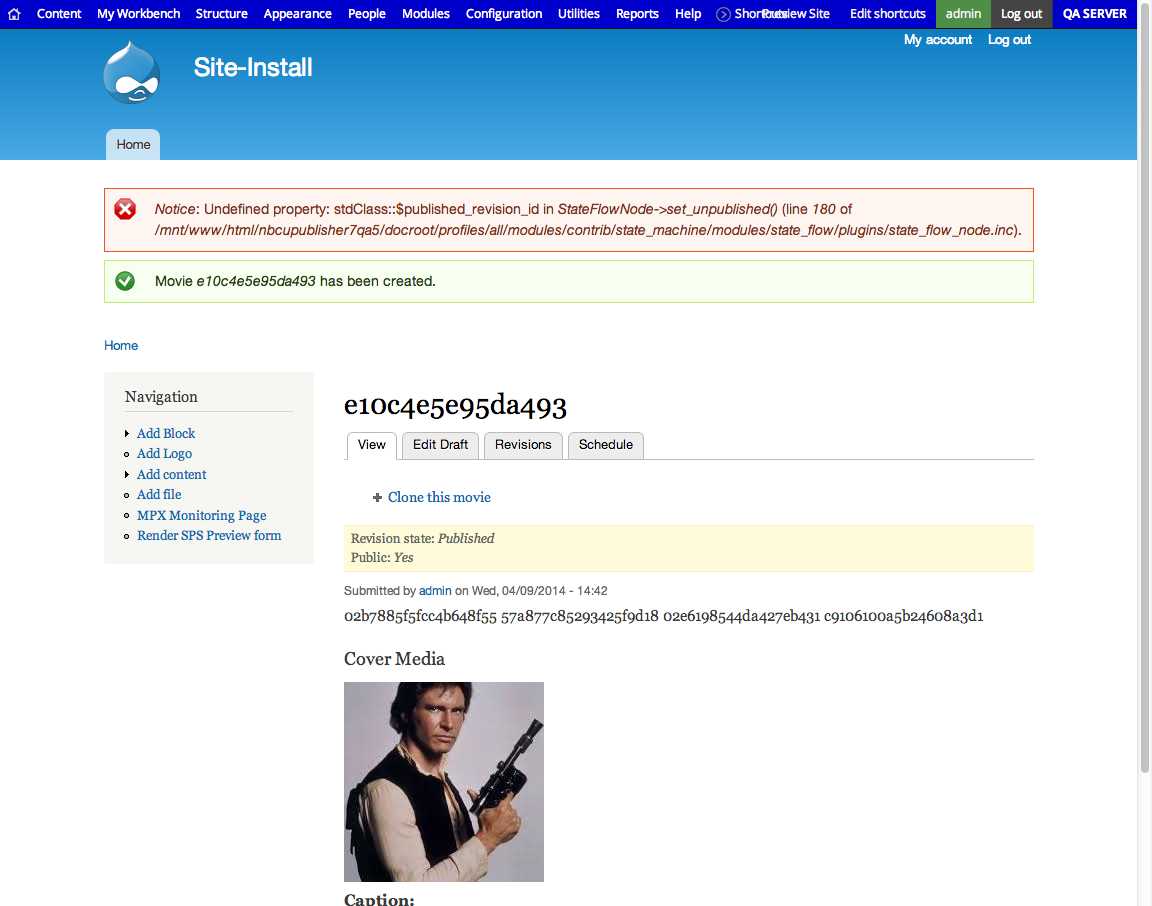 Content My Workbench Structure Appearance People Modules Configuration Utilities Reports Help Shortcuts Preview Site Edit shortcuts admin Log out QA SERVER
My account Log out
Site-Install
Home
Notice: Undefined property: stdClass::$published_revision_id in StateFlowNode->set_unpublished() (line 180 of
/mnt/www/html/nbcupublisher7qa5/docroot/profiles/all/modules/contrib/state_machine/modules/state_flow/plugins/state_flow_node.inc).
Movie e10c4e5e95da493 has been created.
Home
Navigation
Add Block
Add Logo
Add content
Add file
MPX Monitoring Page
Render SPS Preview form
e10c4e5e95da493
View Edit Draft Revisions Schedule
Clone this movie
Revision state: Published
Public: Yes
Submitted by admin on Wed, 04/09/2014 - 14:42
02b7885f5fcc4b648f55 57a877c85293425f9d18 02e6198544da427eb431 c9106100a5b24608a3d1
Cover Media
Caption: